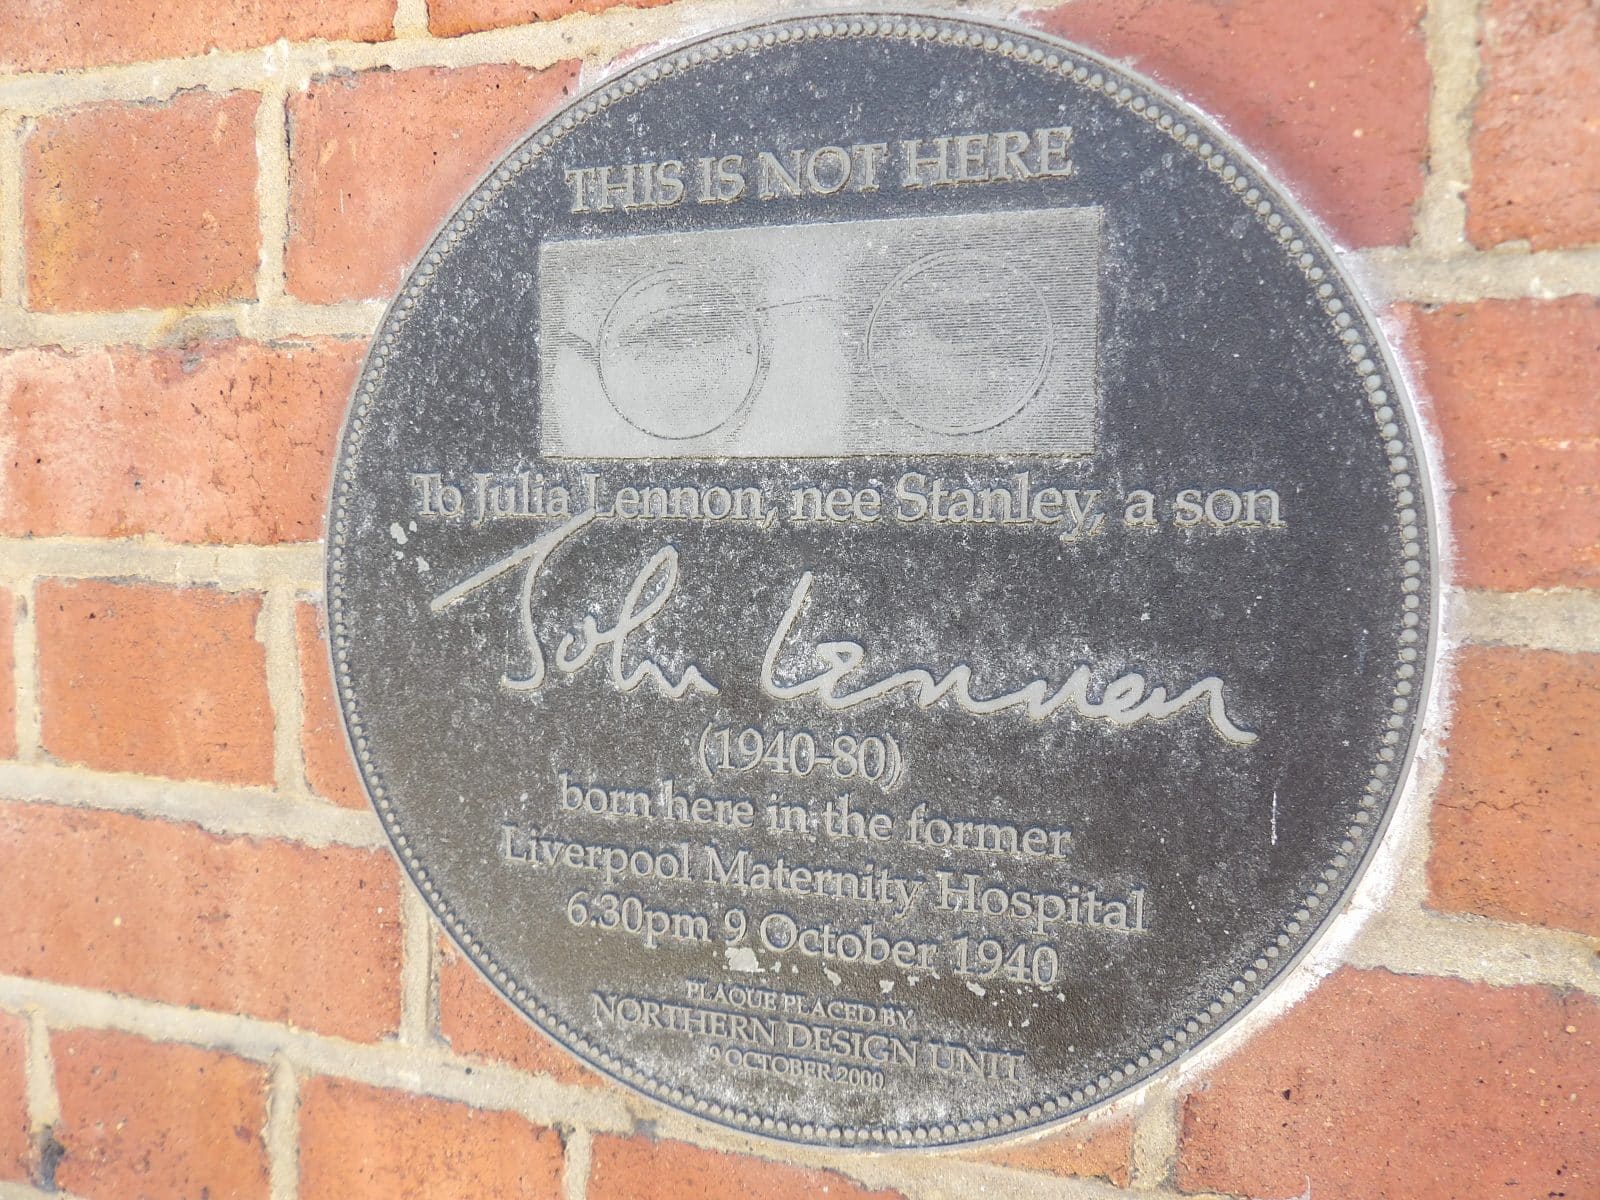 THIS IS NOT HERE
To Julia Lennon, nee Stanley, a son
John Lennon
(1940-80)
born here in the former
Liverpool Maternity Hospital
6.30pm 9 October 1940
PLAQUE PLACED BY
NORTHERN DESIGN UNIT
9 OCTOBER 2000